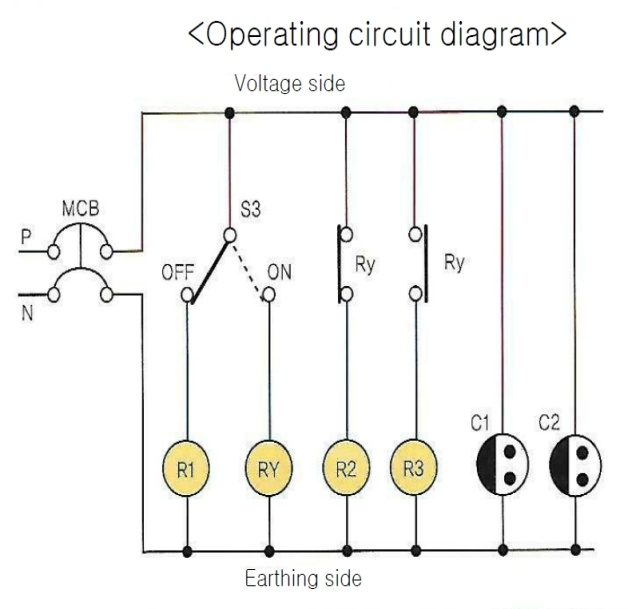 <Operating circuit diagram>
Voltage side
MCB
S3
P
OFF
ON
Ry
Ry
N
C1
C2
R1
RY
R2
R3
Earthing side